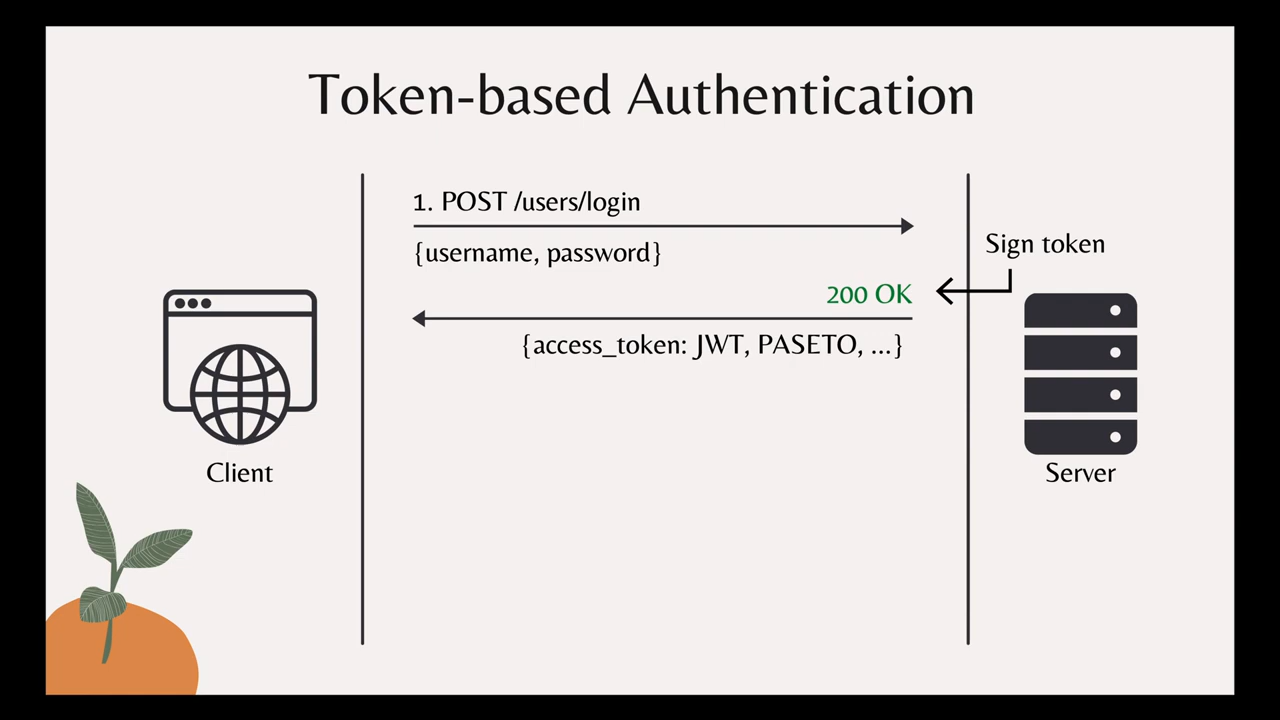 Token-based Authentication
1. POST /users/login
{username, password}
Sign token
200 OK
{access_token: JWT, PASETO, ...}
Client
Server